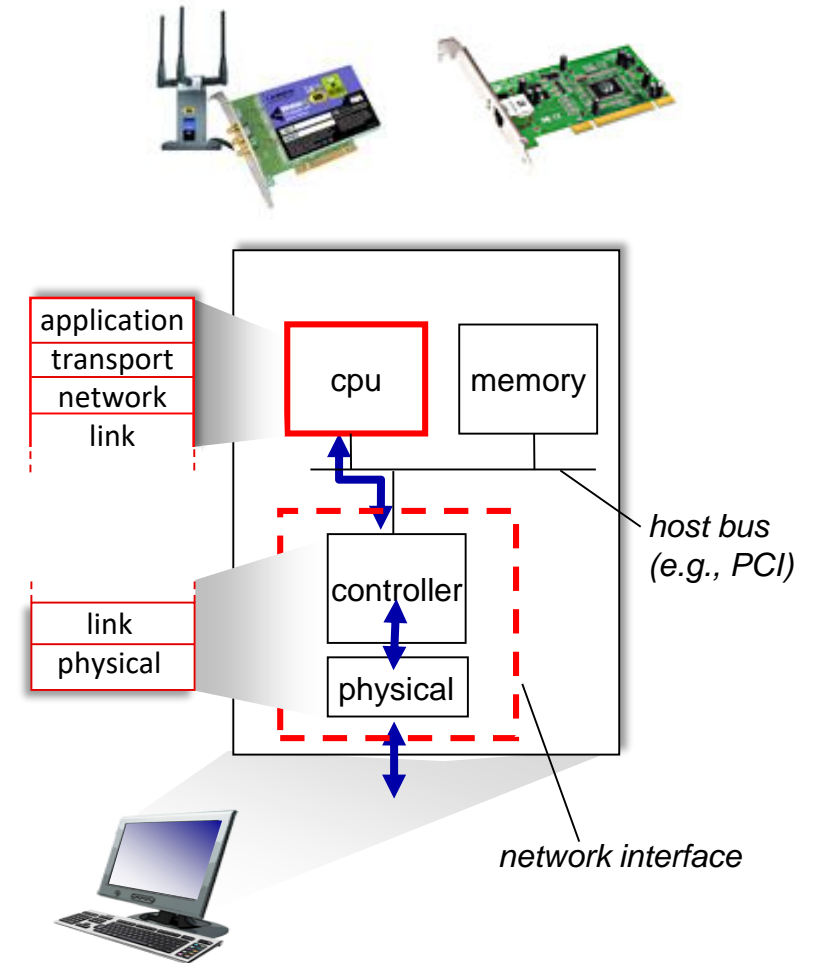 application
transport
network
link
cpu
memory
host bus
(e.g., PCI)
controller
link
physical
physical
network interface